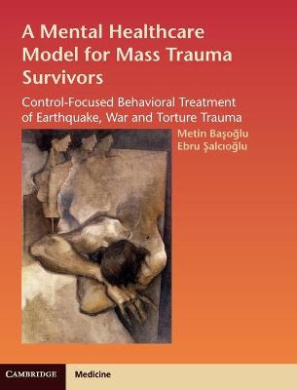 A Mental Healthcare
Model for Mass Trauma
Survivors
Control-Focused Behavioral Treatment
of Earthquake, War and Torture Trauma
Metin Başoğlu
Ebru Şalcıoğlu
CAMBRIDGE Medicine